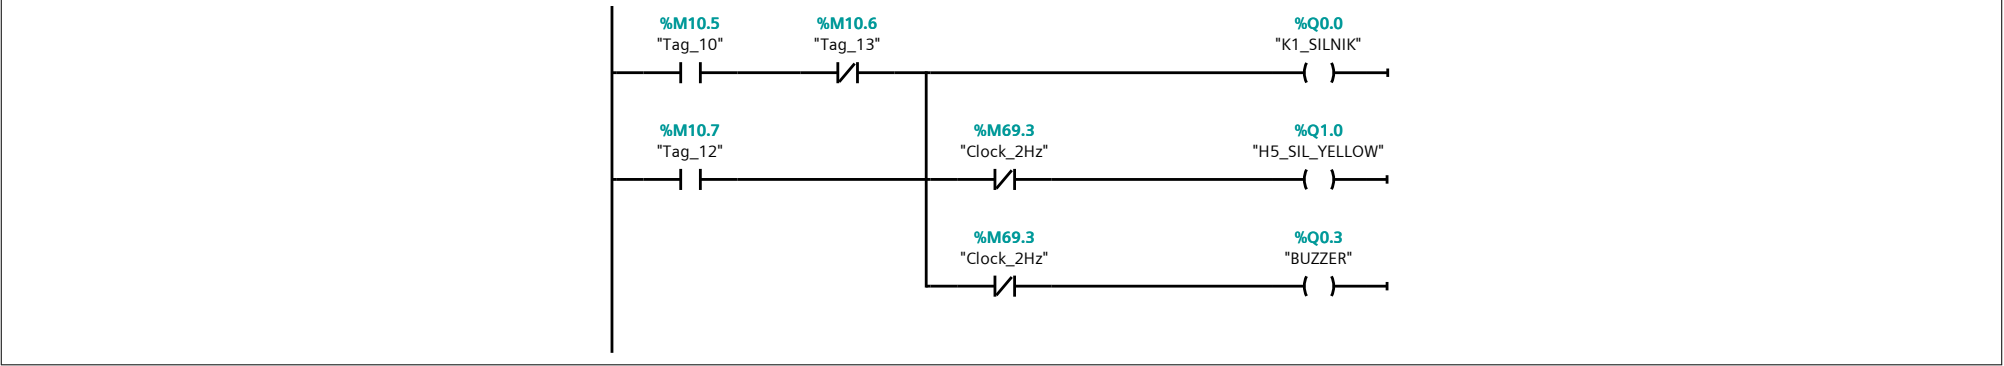 %M10.5 %M10.6 %Q0.0
"Tag_10" "Tag_13" "K1_SILNIK"
%M10.7 %M69.3 %Q1.0
"Tag_12" "Clock_2Hz" "H5_SIL_YELLOW"
%M69.3 %Q0.3
"Clock_2Hz" "BUZZER"